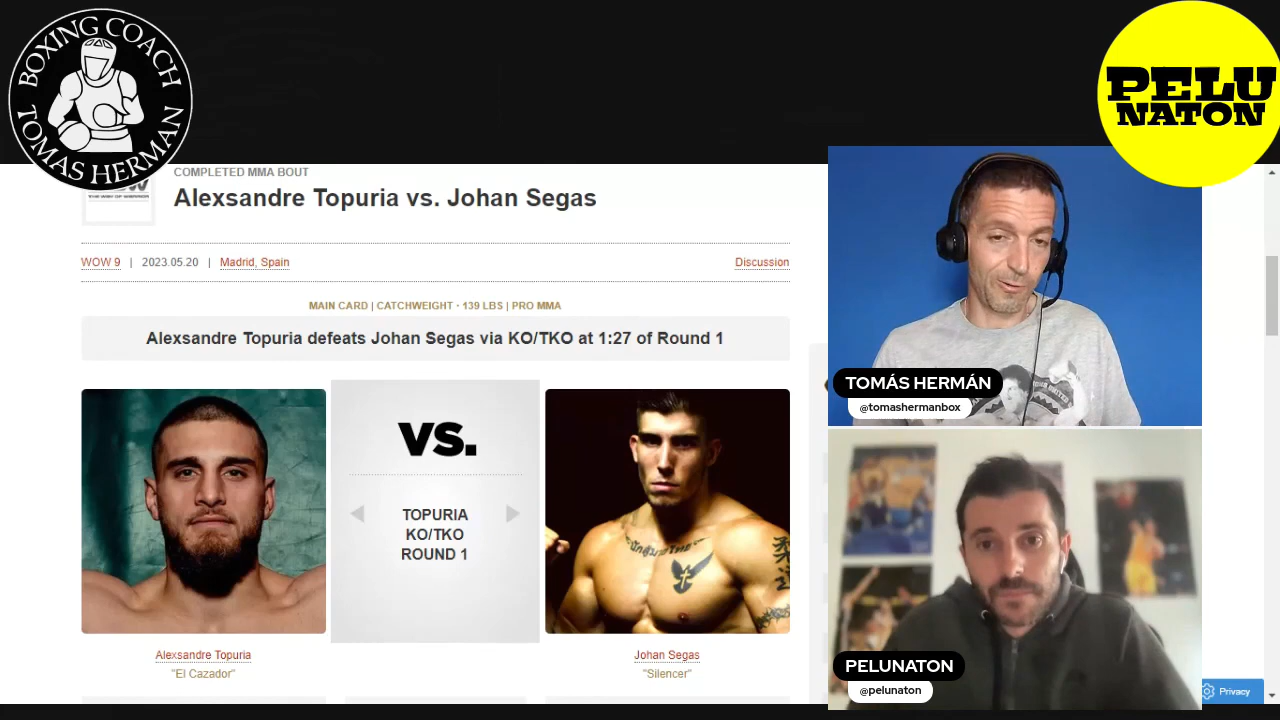 BOXING COACH
TOMAS HERMAN
PELU
NATON
COMPLETED MMA BOUT
Alexsandre Topuria vs. Johan Segas
WOW 9 | 2023.05.20 | Madrid, Spain
Discussion
MAIN CARD | CATCHWEIGHT · 139 LBS | PRO MMA
Alexsandre Topuria defeats Johan Segas via KO/TKO at 1:27 of Round 1
VS.
TOPURIA
KO/TKO
ROUND 1
Alexsandre Topuria
"El Cazador"
Johan Segas
"Silencer"
TOMÁS HERMÁN
@tomashermanbox
PELUNATON
@pelunaton
Privacy